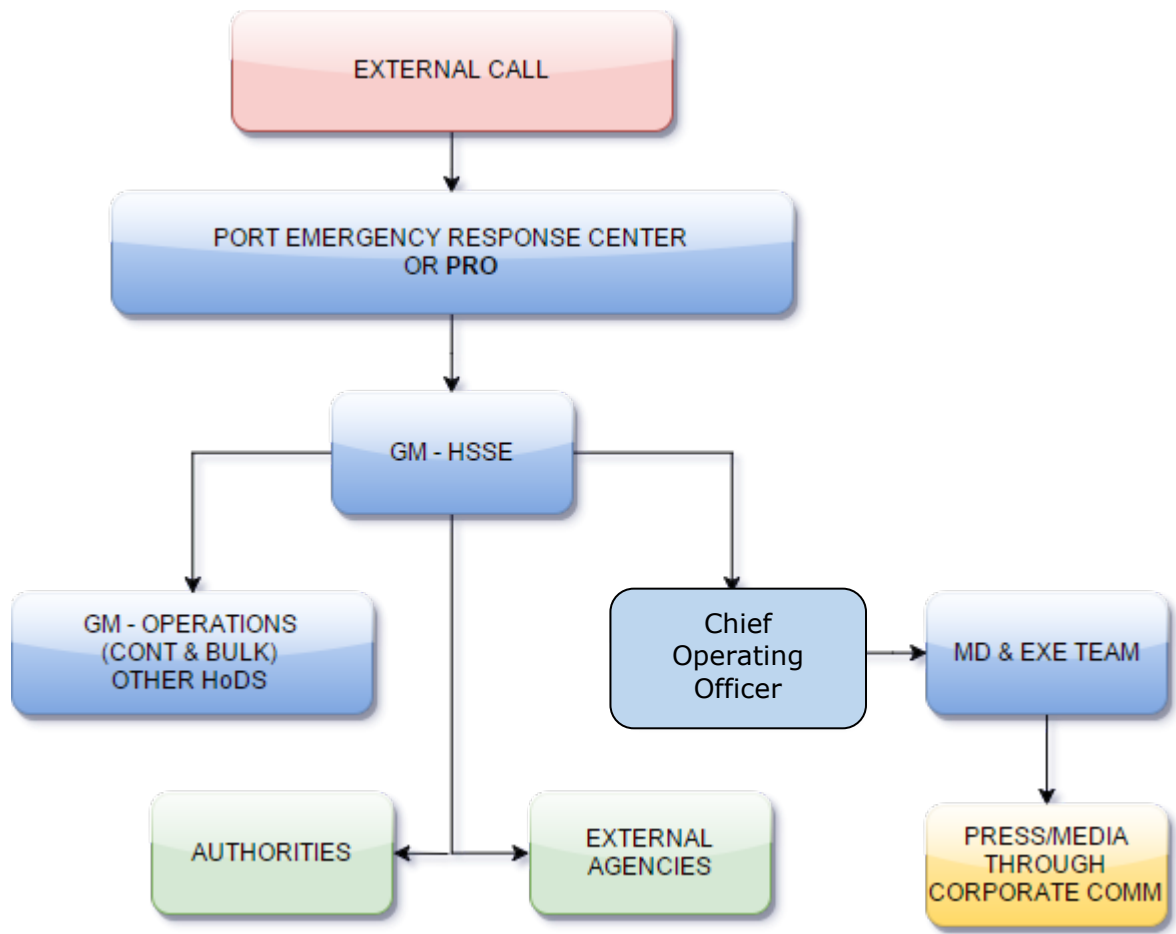 EXTERNAL CALL
PORT EMERGENCY RESPONSE CENTER
OR PRO
GM - HSSE
GM - OPERATIONS
(CONT & BULK)
OTHER HoDS
Chief
Operating
Officer
MD & EXE TEAM
AUTHORITIES
EXTERNAL
AGENCIES
PRESS/MEDIA
THROUGH
CORPORATE COMM